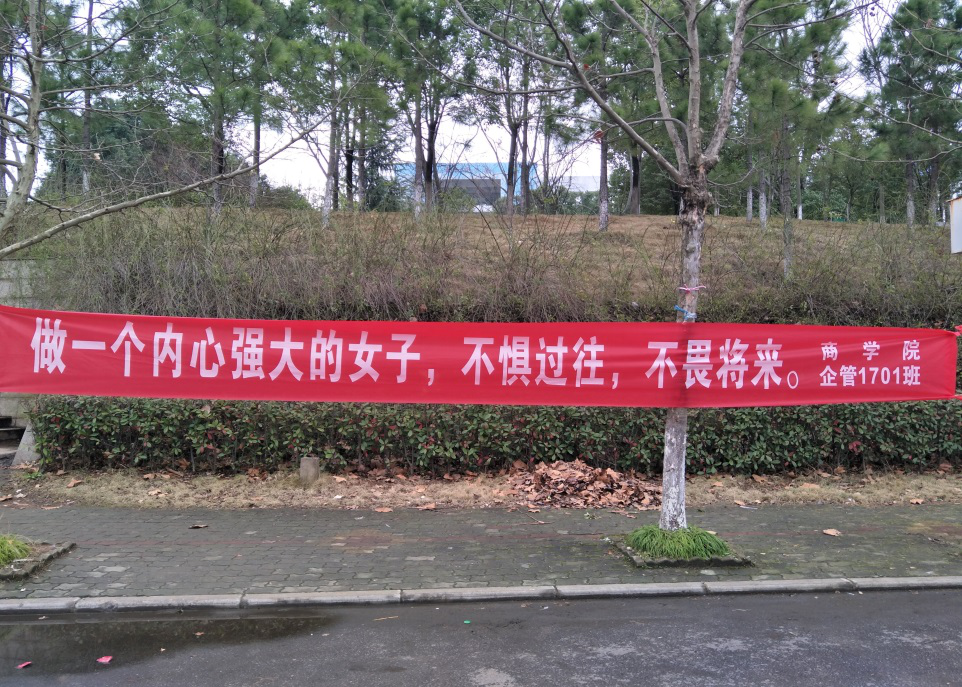 做一个内心强大的女子，不惧过往，不畏将来。
商学院
企管1701班